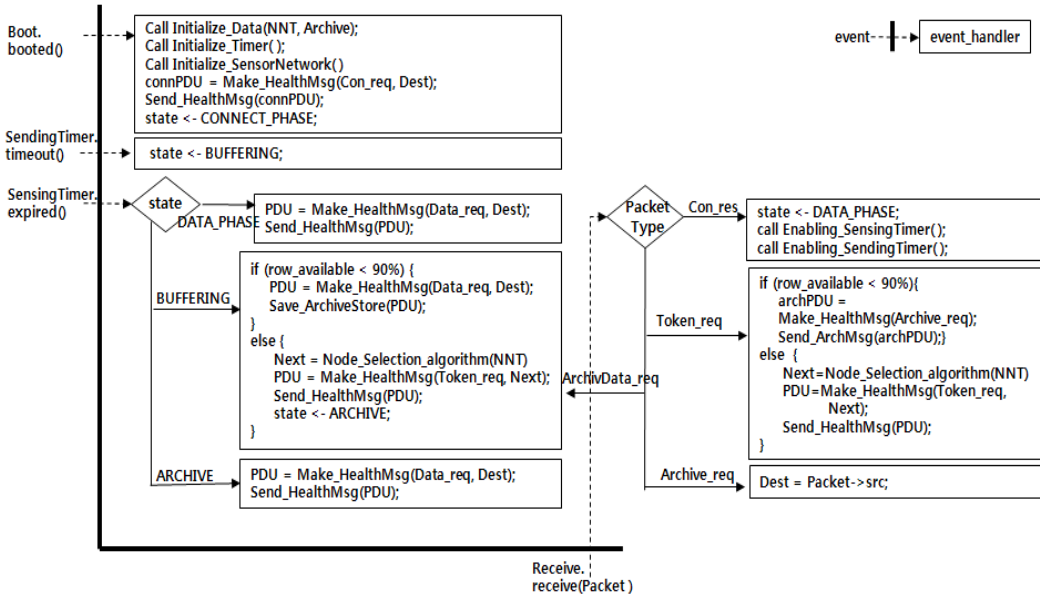 Boot.
booted()
Call Initialize_Data(NNT, Archive);
Call Initialize_Timer( );
Call Initialize_SensorNetwork()
connPDU = Make_HealthMsg(Con_req, Dest);
Send_HealthMsg(connPDU);
state <- CONNECT_PHASE;
event
event_handler
SendingTimer.
timeout()
state <- BUFFERING;
SensingTimer.
expired()
state
DATA_PHASE
PDU = Make_HealthMsg(Data_req, Dest);
Send_HealthMsg(PDU);
BUFFERING
if (row_available < 90%) {
PDU = Make_HealthMsg(Data_req, Dest);
Save_ArchiveStore(PDU);
}
else {
Next = Node_Selection_algorithm(NNT)
PDU = Make_HealthMsg(Token_req, Next);
Send_HealthMsg(PDU);
state <- ARCHIVE;
}
ARCHIVE
PDU = Make_HealthMsg(Data_req, Dest);
Send_HealthMsg(PDU);
Packet
Type
Con_res
state <- DATA_PHASE;
call Enabling_SensingTimer();
call Enabling_SendingTimer();
Token_req
if (row_available < 90%){
archPDU =
Make_HealthMsg(Archive_req);
Send_ArchMsg(archPDU);}
else {
Next=Node_Selection_algorithm(NNT)
PDU=Make_HealthMsg(Token_req,
Next);
Send_HealthMsg(PDU);
}
ArchivData_req
Archive_req
Dest = Packet->src;
Receive.
receive(Packet )